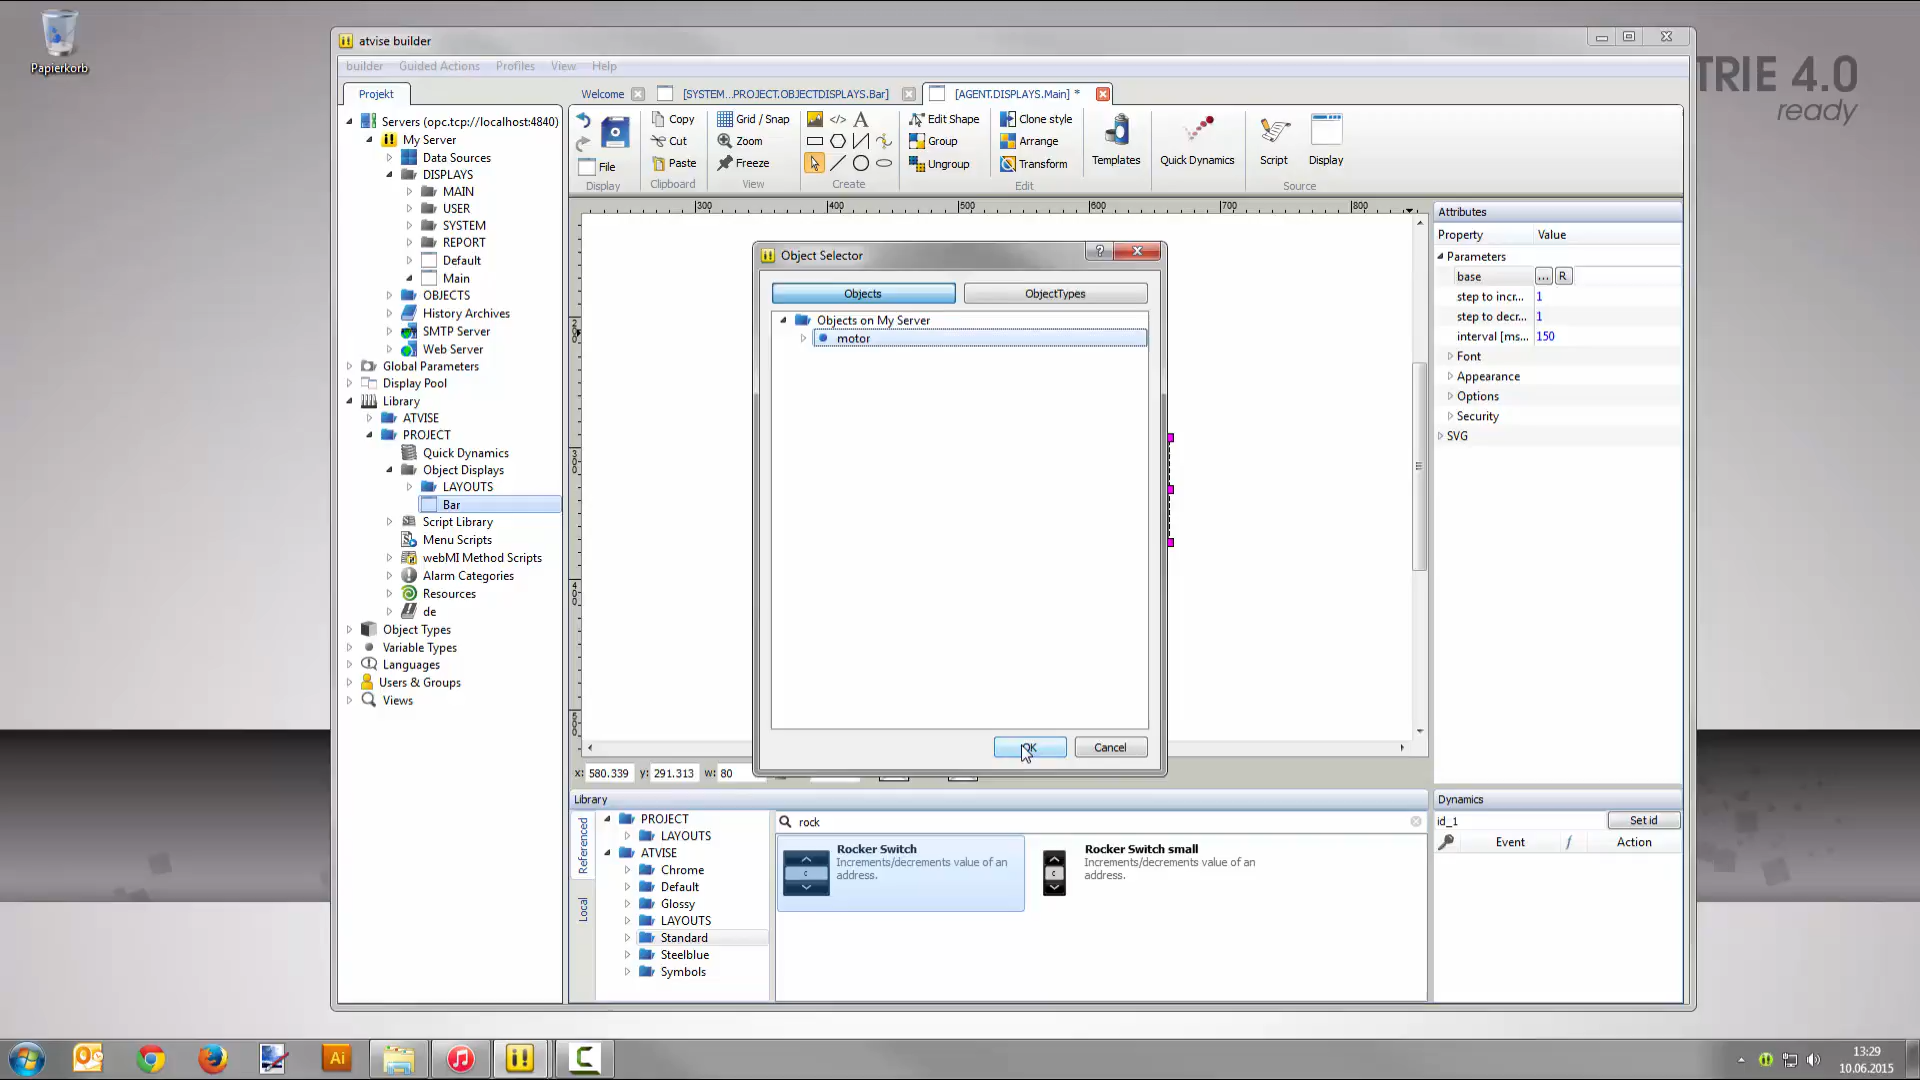 Papierkorb
TRIE 4.0
ready
atvise builder
builder Guided Actions Profiles View Help
Projekt
Welcome
[SYSTEM...PROJECT.OBJECTDISPLAYS.Bar]
[AGENT.DISPLAYS.Main] *
Servers (opc.tcp://localhost:4840)
My Server
Data Sources
DISPLAYS
MAIN
USER
SYSTEM
REPORT
Default
Main
OBJECTS
History Archives
SMTP Server
Web Server
Global Parameters
Display Pool
Library
ATVISE
PROJECT
Quick Dynamics
Object Displays
LAYOUTS
Bar
Script Library
Menu Scripts
webMI Method Scripts
Alarm Categories
Resources
de
Object Types
Variable Types
Languages
Users & Groups
Views
File
Display
Copy
Cut
Paste
Clipboard
Grid / Snap
Zoom
Freeze
View
Create
Edit Shape
Group
Ungroup
Clone style
Arrange
Transform
Edit
Templates
Quick Dynamics
Script
Display
Source
300 400 500 600 700 800
Object Selector
Objects
ObjectTypes
Objects on My Server
motor
OK
Cancel
x: 580.339 y: 291.313 w: 80
Attributes
Property Value
Parameters
base ... R
step to incr... 1
step to decr... 1
interval [ms... 150
Font
Appearance
Options
Security
SVG
Library
Referenced
Local
PROJECT
LAYOUTS
ATVISE
Chrome
Default
Glossy
LAYOUTS
Standard
Steelblue
Symbols
rock
Rocker Switch
Increments/decrements value of an
address.
Rocker Switch small
Increments/decrements value of an
address.
Dynamics
id_1
Set id
Event
Action
Ai
13:29
10.06.2015